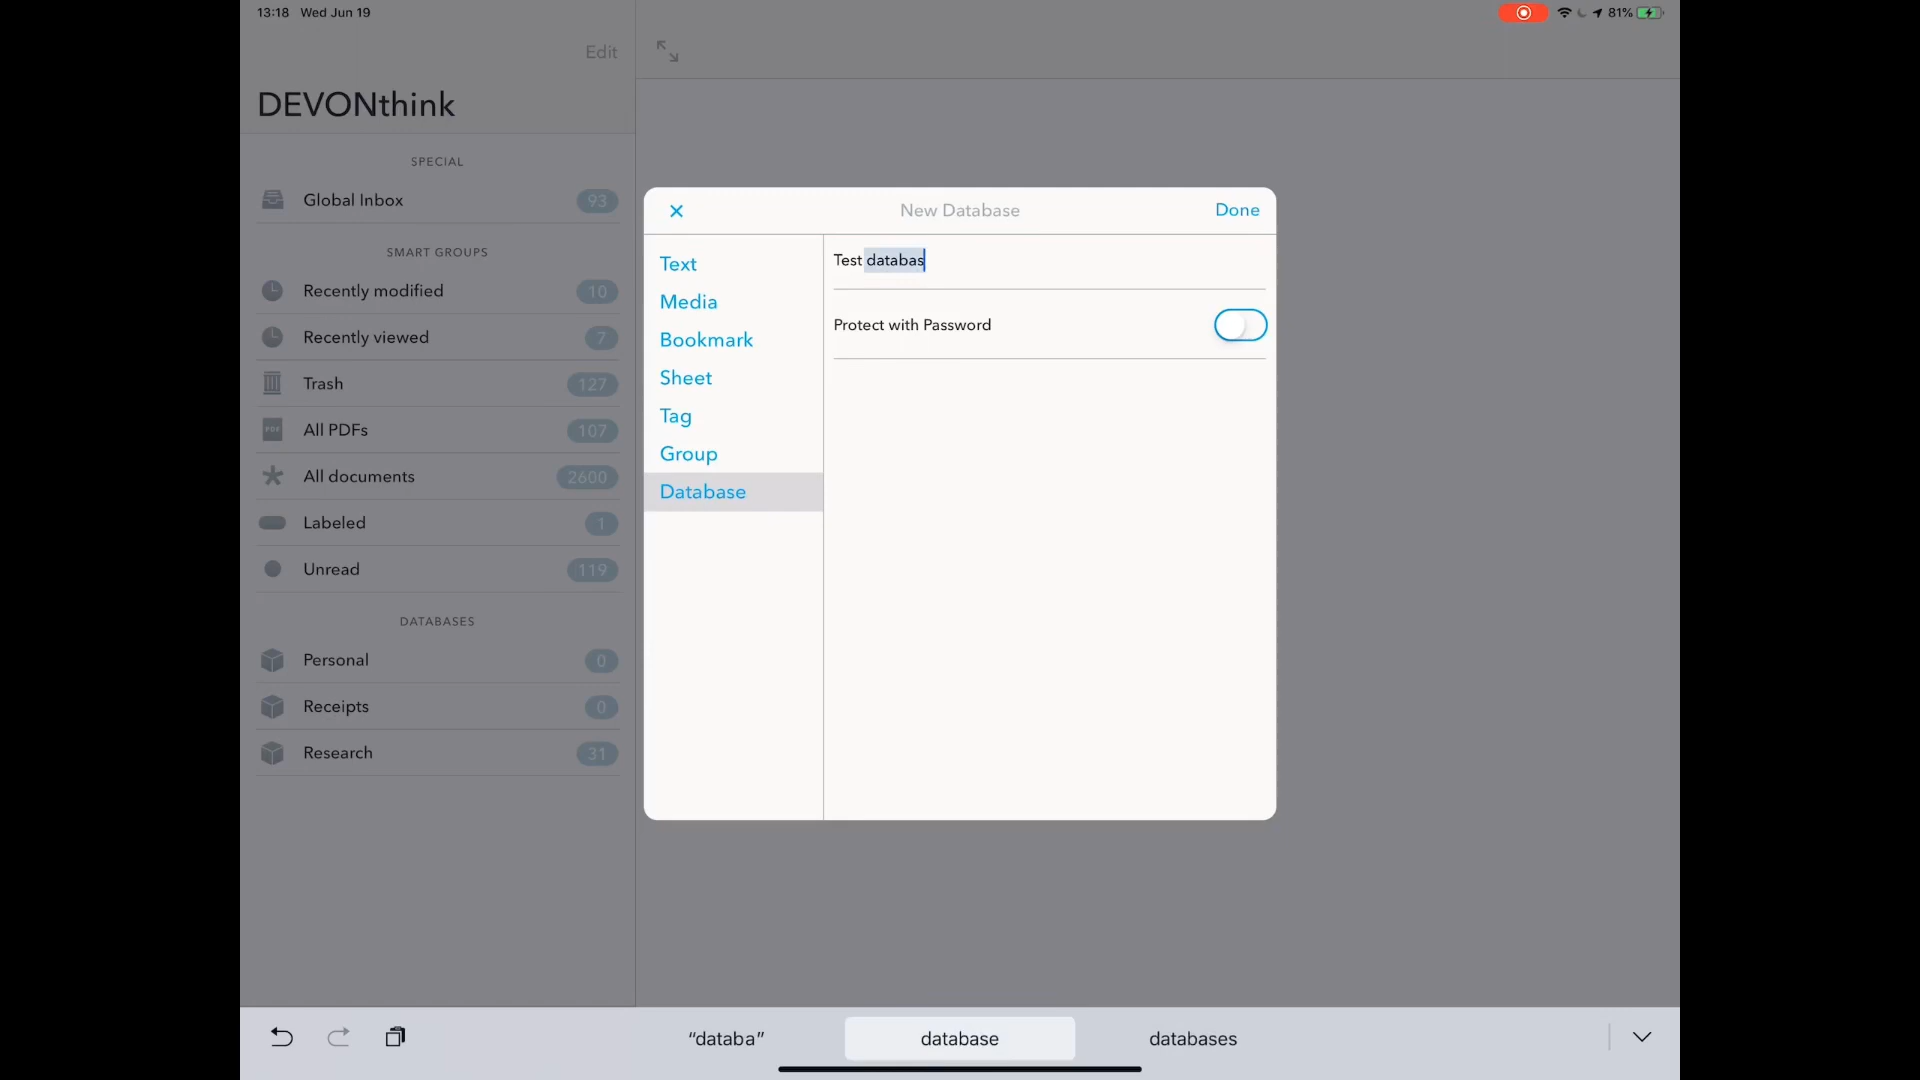 13:18 Wed Jun 19
81%
Edit
DEVONthink
SPECIAL
Global Inbox 93
SMART GROUPS
Recently modified 10
Recently viewed 7
Trash 127
PDF All PDFs 107
All documents 2600
Labeled 1
Unread 119
DATABASES
Personal 0
Receipts 0
Research 31
New Database
Done
Text
Media
Bookmark
Sheet
Tag
Group
Database
Test databas
Protect with Password
“databa” database databases